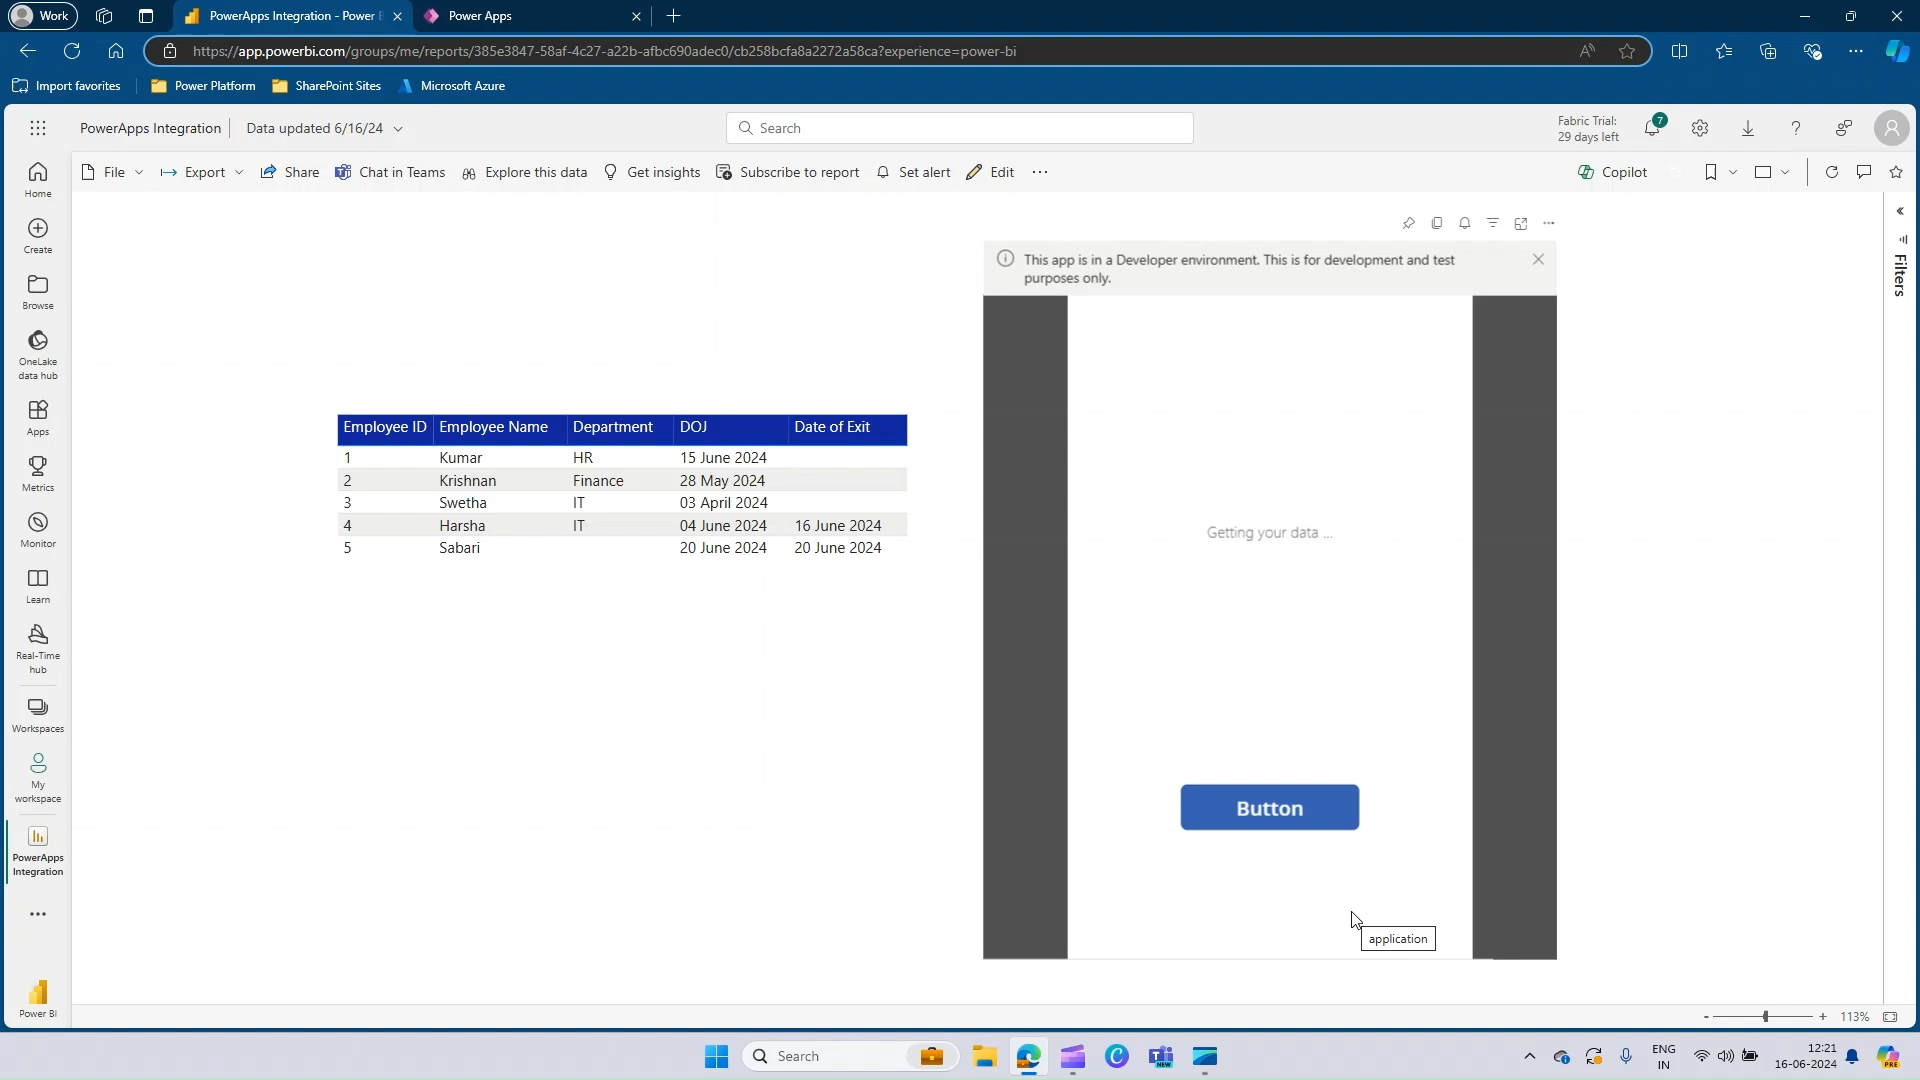 Work
PowerApps Integration - Power B
Power Apps
https://app.powerbi.com/groups/me/reports/385e3847-58af-4c27-a22b-afbc690adec0/cb258bcfa8a2272a58ca?experience=power-bi
Import favorites
Power Platform
SharePoint Sites
Microsoft Azure
PowerApps Integration
Data updated 6/16/24
Search
Fabric Trial:
29 days left
7
File
Export
Share
Chat in Teams
Explore this data
Get insights
Subscribe to report
Set alert
Edit
Copilot
Home
Create
Browse
OneLake
data hub
Apps
Metrics
Monitor
Learn
Real-Time
hub
Workspaces
My
workspace
PowerApps
Integration
Power BI
Employee ID Employee Name Department DOJ Date of Exit
1 Kumar HR 15 June 2024
2 Krishnan Finance 28 May 2024
3 Swetha IT 03 April 2024
4 Harsha IT 04 June 2024 16 June 2024
5 Sabari 20 June 2024 20 June 2024
This app is in a Developer environment. This is for development and test
purposes only.
Getting your data ...
Button
application
Filters
- + 113%
Search
ENG
IN
12:21
16-06-2024
PRE
NEW